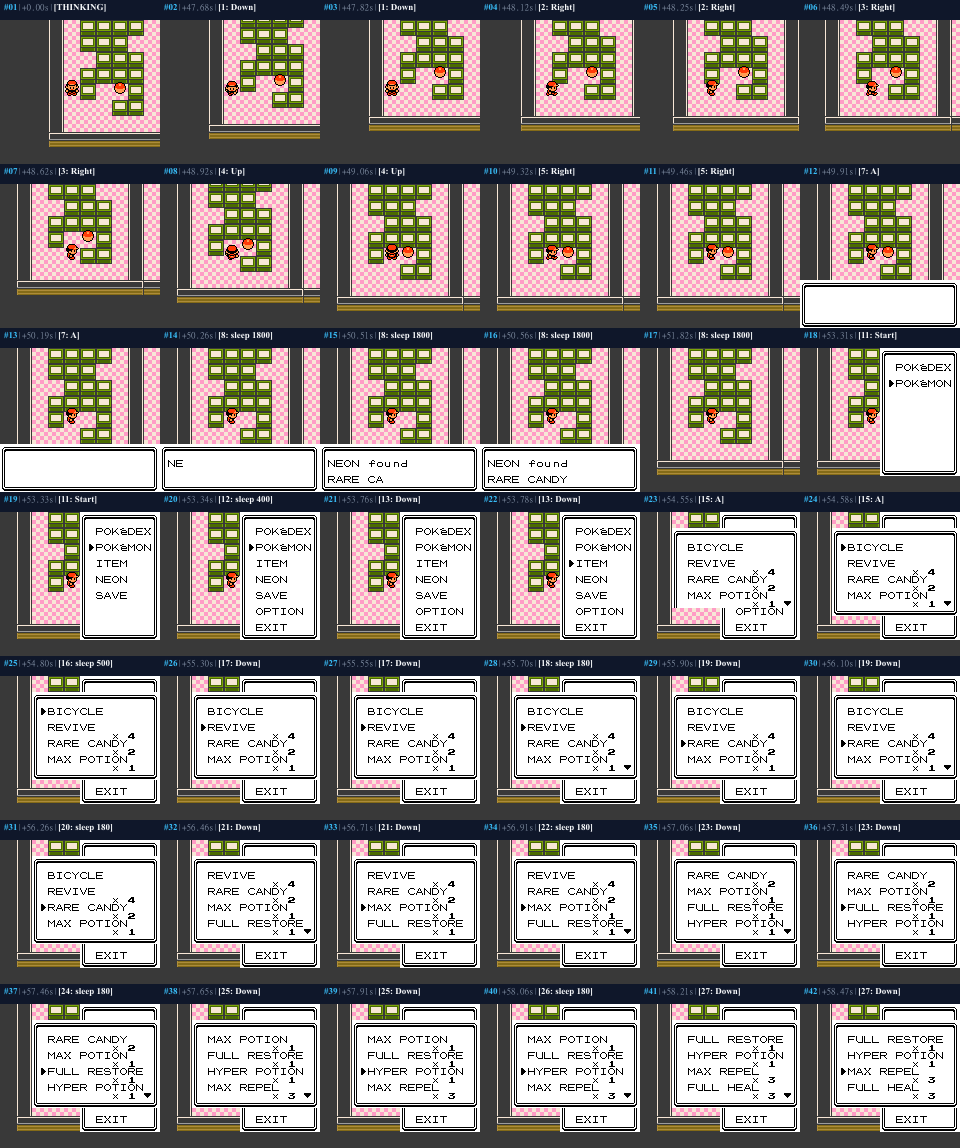 #01|+0.00s|[THINKING]
#02|+47.68s|[1: Down]
#03|+47.82s|[1: Down]
#04|+48.12s|[2: Right]
#05|+48.25s|[2: Right]
#06|+48.49s|[3: Right]
#07|+48.62s|[3: Right]
#08|+48.92s|[4: Up]
#09|+49.06s|[4: Up]
#10|+49.32s|[5: Right]
#11|+49.46s|[5: Right]
#12|+49.91s|[7: A]
#13|+50.19s|[7: A]
#14|+50.26s|[8: sleep 1800]
NE
#15|+50.51s|[8: sleep 1800]
NEON found
RARE CA
#16|+50.56s|[8: sleep 1800]
NEON found
RARE CANDY
#17|+51.82s|[8: sleep 1800]
#18|+53.31s|[11: Start]
POKéDEX
POKéMON
#19|+53.33s|[11: Start]
POKéDEX
POKéMON
ITEM
NEON
SAVE
EXIT
#20|+53.34s|[12: sleep 400]
POKéDEX
POKéMON
ITEM
NEON
SAVE
OPTION
EXIT
#21|+53.76s|[13: Down]
POKéDEX
POKéMON
ITEM
NEON
SAVE
OPTION
EXIT
#22|+53.78s|[13: Down]
POKéDEX
POKéMON
ITEM
NEON
SAVE
OPTION
EXIT
#23|+54.55s|[15: A]
BICYCLE
REVIVE
× 4
RARE CANDY
× 2
MAX POTION
× 1
OPTION
EXIT
#24|+54.58s|[15: A]
BICYCLE
REVIVE
× 4
RARE CANDY
× 2
MAX POTION
× 1
EXIT
#25|+54.80s|[16: sleep 500]
BICYCLE
REVIVE
× 4
RARE CANDY
× 2
MAX POTION
× 1
EXIT
#26|+55.30s|[17: Down]
BICYCLE
REVIVE
× 4
RARE CANDY
× 2
MAX POTION
× 1
EXIT
#27|+55.55s|[17: Down]
BICYCLE
REVIVE
× 4
RARE CANDY
× 2
MAX POTION
× 1
EXIT
#28|+55.70s|[18: sleep 180]
BICYCLE
REVIVE
× 4
RARE CANDY
× 2
MAX POTION
× 1
EXIT
#29|+55.90s|[19: Down]
BICYCLE
REVIVE
× 4
RARE CANDY
× 2
MAX POTION
× 1
EXIT
#30|+56.10s|[19: Down]
BICYCLE
REVIVE
× 4
RARE CANDY
× 2
MAX POTION
× 1
EXIT
#31|+56.26s|[20: sleep 180]
BICYCLE
REVIVE
× 4
RARE CANDY
× 2
MAX POTION
× 1
EXIT
#32|+56.46s|[21: Down]
REVIVE
× 4
RARE CANDY
× 2
MAX POTION
× 1
FULL RESTORE
× 1
EXIT
#33|+56.71s|[21: Down]
REVIVE
× 4
RARE CANDY
× 2
MAX POTION
× 1
FULL RESTORE
× 1
EXIT
#34|+56.91s|[22: sleep 180]
REVIVE
× 4
RARE CANDY
× 2
MAX POTION
× 1
FULL RESTORE
× 1
EXIT
#35|+57.06s|[23: Down]
RARE CANDY
× 2
MAX POTION
× 1
FULL RESTORE
× 1
HYPER POTION
× 1
EXIT
#36|+57.31s|[23: Down]
RARE CANDY
× 2
MAX POTION
× 1
FULL RESTORE
× 1
HYPER POTION
× 1
EXIT
#37|+57.46s|[24: sleep 180]
RARE CANDY
× 2
MAX POTION
× 1
FULL RESTORE
× 1
HYPER POTION
× 1
EXIT
#38|+57.65s|[25: Down]
MAX POTION
× 1
FULL RESTORE
× 1
HYPER POTION
× 1
MAX REPEL
× 3
EXIT
#39|+57.91s|[25: Down]
MAX POTION
× 1
FULL RESTORE
× 1
HYPER POTION
× 1
MAX REPEL
× 3
EXIT
#40|+58.06s|[26: sleep 180]
MAX POTION
× 1
FULL RESTORE
× 1
HYPER POTION
× 1
MAX REPEL
× 3
EXIT
#41|+58.21s|[27: Down]
FULL RESTORE
× 1
HYPER POTION
× 1
MAX REPEL
× 3
FULL HEAL
× 3
EXIT
#42|+58.47s|[27: Down]
FULL RESTORE
× 1
HYPER POTION
× 1
MAX REPEL
× 3
FULL HEAL
× 3
EXIT